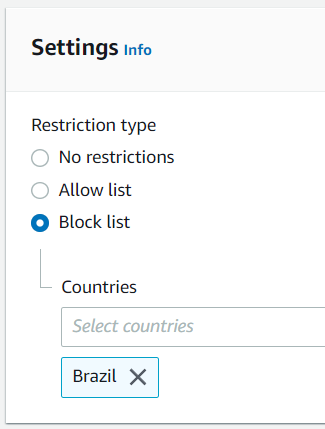 Settings Info
Restriction type
No restrictions
Allow list
Block list
Countries
Select countries
Brazil